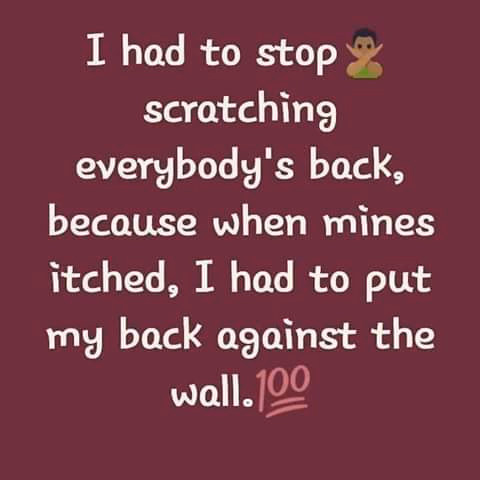 I had to stop🙅🏾‍♂️
scratching
everybody's back,
because when mines
itched, I had to put
my back against the
wall.💯